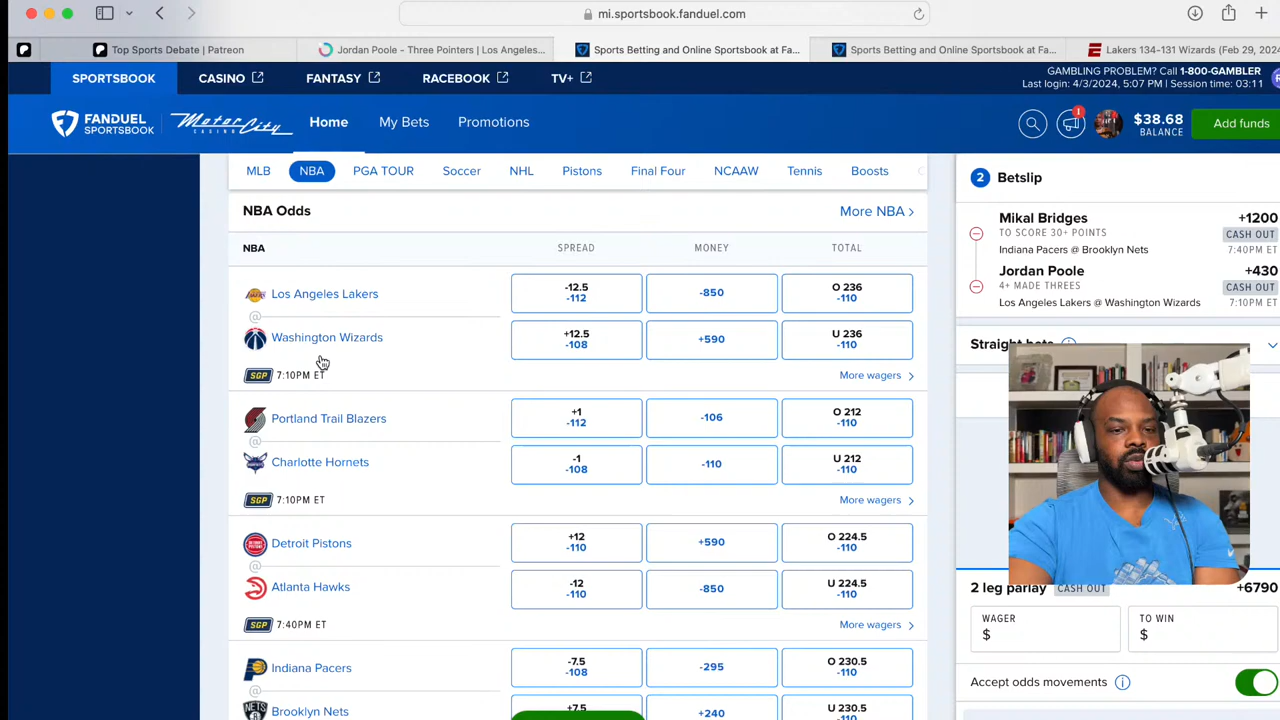 mi.sportsbook.fanduel.com
Top Sports Debate | Patreon
Jordan Poole - Three Pointers | Los Angeles...
Sports Betting and Online Sportsbook at Fa...
Sports Betting and Online Sportsbook at Fa...
Lakers 134-131 Wizards (Feb 29, 202
SPORTSBOOK
CASINO
FANTASY
RACEBOOK
TV+
GAMBLING PROBLEM? Call 1-800-GAMBLER
Last login: 4/3/2024, 5:07 PM | Session time: 03:11
R
FANDUEL
SPORTSBOOK
MotorCity
CASINO HOTEL
Home
My Bets
Promotions
1
$38.68
BALANCE
Add funds
MLB
NBA
PGA TOUR
Soccer
NHL
Pistons
Final Four
NCAAW
Tennis
Boosts
NBA Odds
More NBA >
NBA
SPREAD
MONEY
TOTAL
Los Angeles Lakers
-12.5
-112
-850
O 236
-110
@
Washington Wizards
+12.5
-108
+590
U 236
-110
SGP 7:10PM ET
More wagers >
Portland Trail Blazers
+1
-112
-106
O 212
-110
@
Charlotte Hornets
-1
-108
-110
U 212
-110
SGP 7:10PM ET
More wagers >
Detroit Pistons
+12
-110
+590
O 224.5
-110
@
Atlanta Hawks
-12
-110
-850
U 224.5
-110
SGP 7:40PM ET
More wagers >
Indiana Pacers
-7.5
-108
-295
O 230.5
-110
@
Brooklyn Nets
+7.5
+240
U 230.5
2 Betslip
Mikal Bridges +1200
TO SCORE 30+ POINTS CASH OUT
Indiana Pacers @ Brooklyn Nets 7:40PM ET
Jordan Poole +430
4+ MADE THREES CASH OUT
Los Angeles Lakers @ Washington Wizards 7:10PM ET
Straight bets
2 leg parlay CASH OUT +6790
WAGER
$
TO WIN
$
Accept odds movements